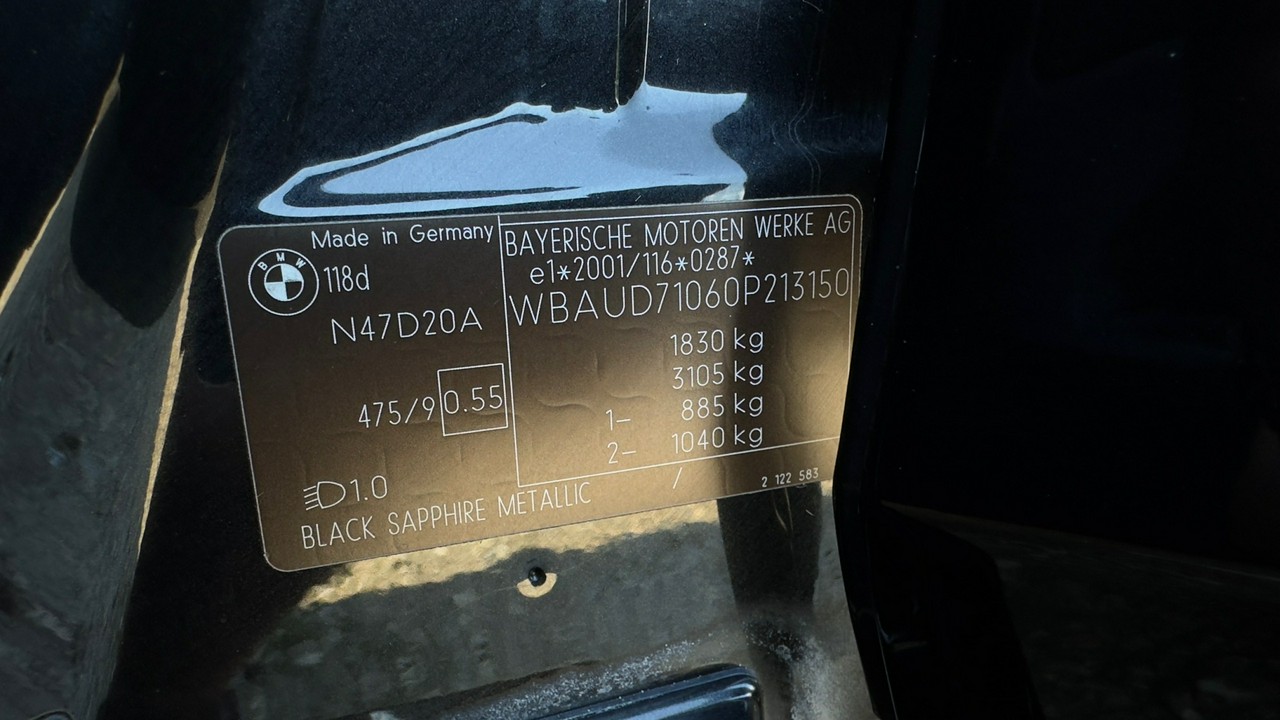 Made in Germany
BMW
118d
N47D20A
475/9 0.55
1.0
BLACK SAPPHIRE METALLIC
BAYERISCHE MOTOREN WERKE AG
e1*2001/116*0287*
WBAUD71060P213150
1830 kg
3105 kg
1- 885 kg
2- 1040 kg
/ 2 122 583